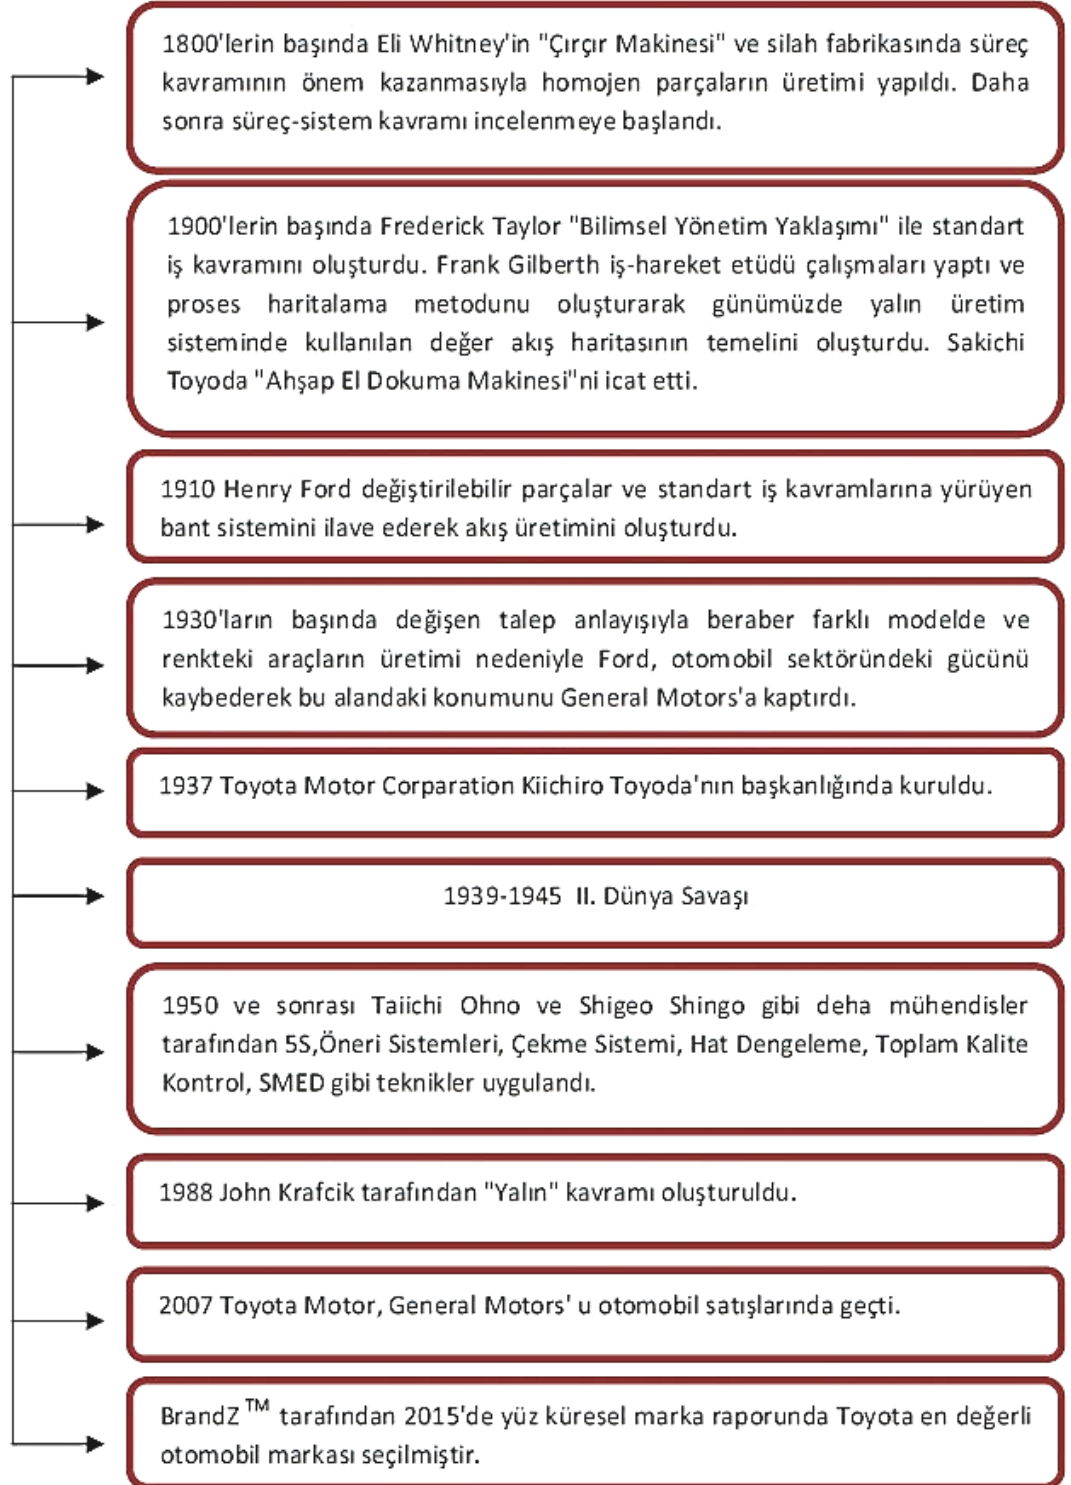 1800'lerin başında Eli Whitney'in "Çırçır Makinesi" ve silah fabrikasında süreç
kavramının önem kazanmasıyla homojen parçaların üretimi yapıldı. Daha
sonra süreç-sistem kavramı incelenmeye başlandı.
1900'lerin başında Frederick Taylor "Bilimsel Yönetim Yaklaşımı" ile standart
iş kavramını oluşturdu. Frank Gilberth iş-hareket etüdü çalışmaları yaptı ve
proses haritalama metodunu oluşturarak günümüzde yalın üretim
sisteminde kullanılan değer akış haritasının temelini oluşturdu. Sakichi
Toyoda "Ahşap El Dokuma Makinesi"ni icat etti.
1910 Henry Ford değiştirilebilir parçalar ve standart iş kavramlarına yürüyen
bant sistemini ilave ederek akış üretimini oluşturdu.
1930'ların başında değişen talep anlayışıyla beraber farklı modelde ve
renkteki araçların üretimi nedeniyle Ford, otomobil sektöründeki gücünü
kaybederek bu alandaki konumunu General Motors'a kaptırdı.
1937 Toyota Motor Corparation Kiichiro Toyoda'nın başkanlığında kuruldu.
1939-1945 II. Dünya Savaşı
1950 ve sonrası Taiichi Ohno ve Shigeo Shingo gibi deha mühendisler
tarafından 5S,Öneri Sistemleri, Çekme Sistemi, Hat Dengeleme, Toplam Kalite
Kontrol, SMED gibi teknikler uygulandı.
1988 John Krafcik tarafından "Yalın" kavramı oluşturuldu.
2007 Toyota Motor, General Motors' u otomobil satışlarında geçti.
BrandZ™ tarafından 2015'de yüz küresel marka raporunda Toyota en değerli
otomobil markası seçilmiştir.